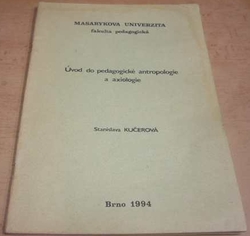 MASARYKOVA UNIVERZITA
fakulta pedagogická
Úvod do pedagogické antropologie
a axiologie
Stanislava KUČEROVÁ
Brno 1994